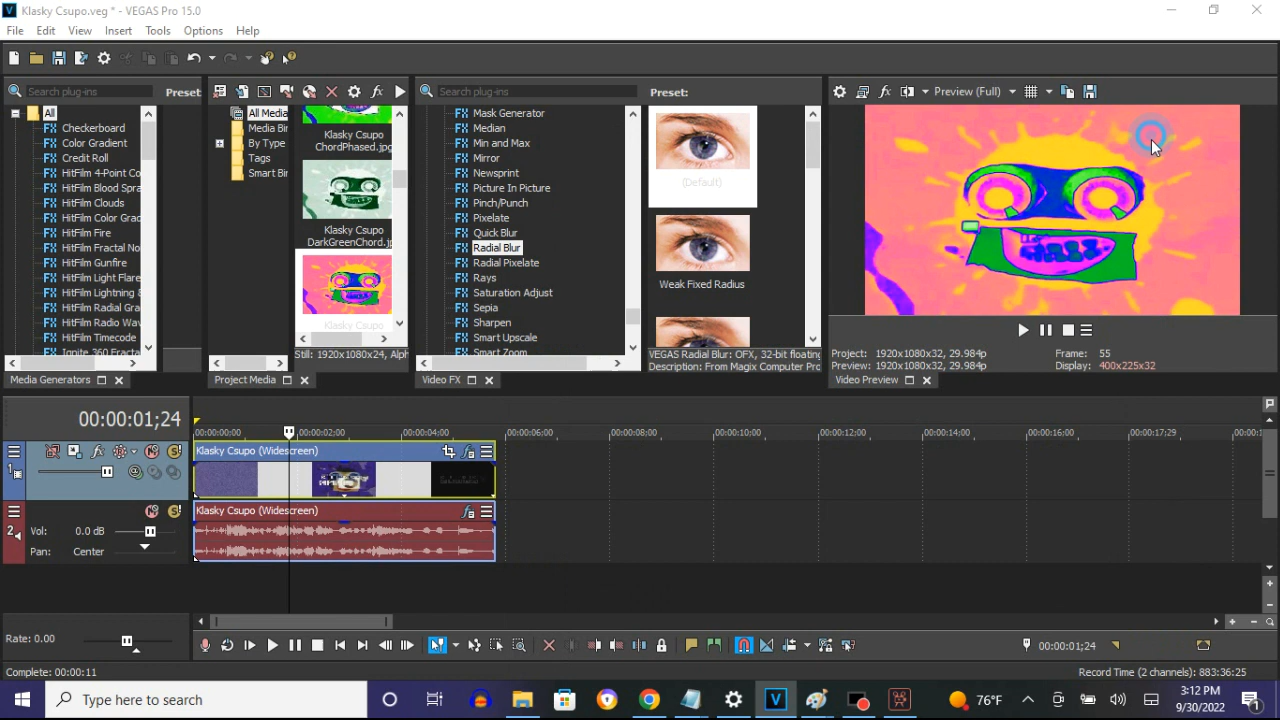 Klasky Csupo.veg * - VEGAS Pro 15.0
File Edit View Insert Tools Options Help
Search plug-ins
Preset
All
Checkerboard
Color Gradient
Credit Roll
HitFilm 4-Point Co
HitFilm Blood Spra
HitFilm Clouds
HitFilm Color Grad
HitFilm Fire
HitFilm Fractal No
HitFilm Gunfire
HitFilm Light Flare
HitFilm Lightning &
HitFilm Radial Gra
HitFilm Radio Wav
HitFilm Timecode
Ignite 360 Fracta
Media Generators
All Media
Media Bin
By Type
Tags
Smart Bin
Klasky Csupo
ChordPhased.jpg
Klasky Csupo
DarkGreenChord.jp
Klasky Csupo
Still: 1920x1080x24, Alph
Project Media
Search plug-ins
Preset:
Mask Generator
Median
Min and Max
Mirror
Newsprint
Picture In Picture
Pinch/Punch
Pixelate
Quick Blur
Radial Blur
Radial Pixelate
Rays
Saturation Adjust
Sepia
Sharpen
Smart Upscale
Smart Zoom
(Default)
Weak Fixed Radius
VEGAS Radial Blur: OFX, 32-bit floating
Description: From Magix Computer Pro
Video FX
Preview (Full)
Project: 1920x1080x32, 29.984p
Preview: 1920x1080x32, 29.984p
Frame: 55
Display: 400x225x32
Video Preview
00:00:01;24
00:00:00;00 00:00:02;00 00:00:04;00 00:00:06;00 00:00:08;00 00:00:10;00 00:00:12;00 00:00:14;00 00:00:16;00 00:00:17;29
1
Klasky Csupo (Widescreen)
2
Vol: 0.0 dB
Pan: Center
Klasky Csupo (Widescreen)
Rate: 0.00
00:00:01;24
Complete: 00:00:11
Record Time (2 channels): 883:36:25
Type here to search
76°F
3:12 PM
9/30/2022
1